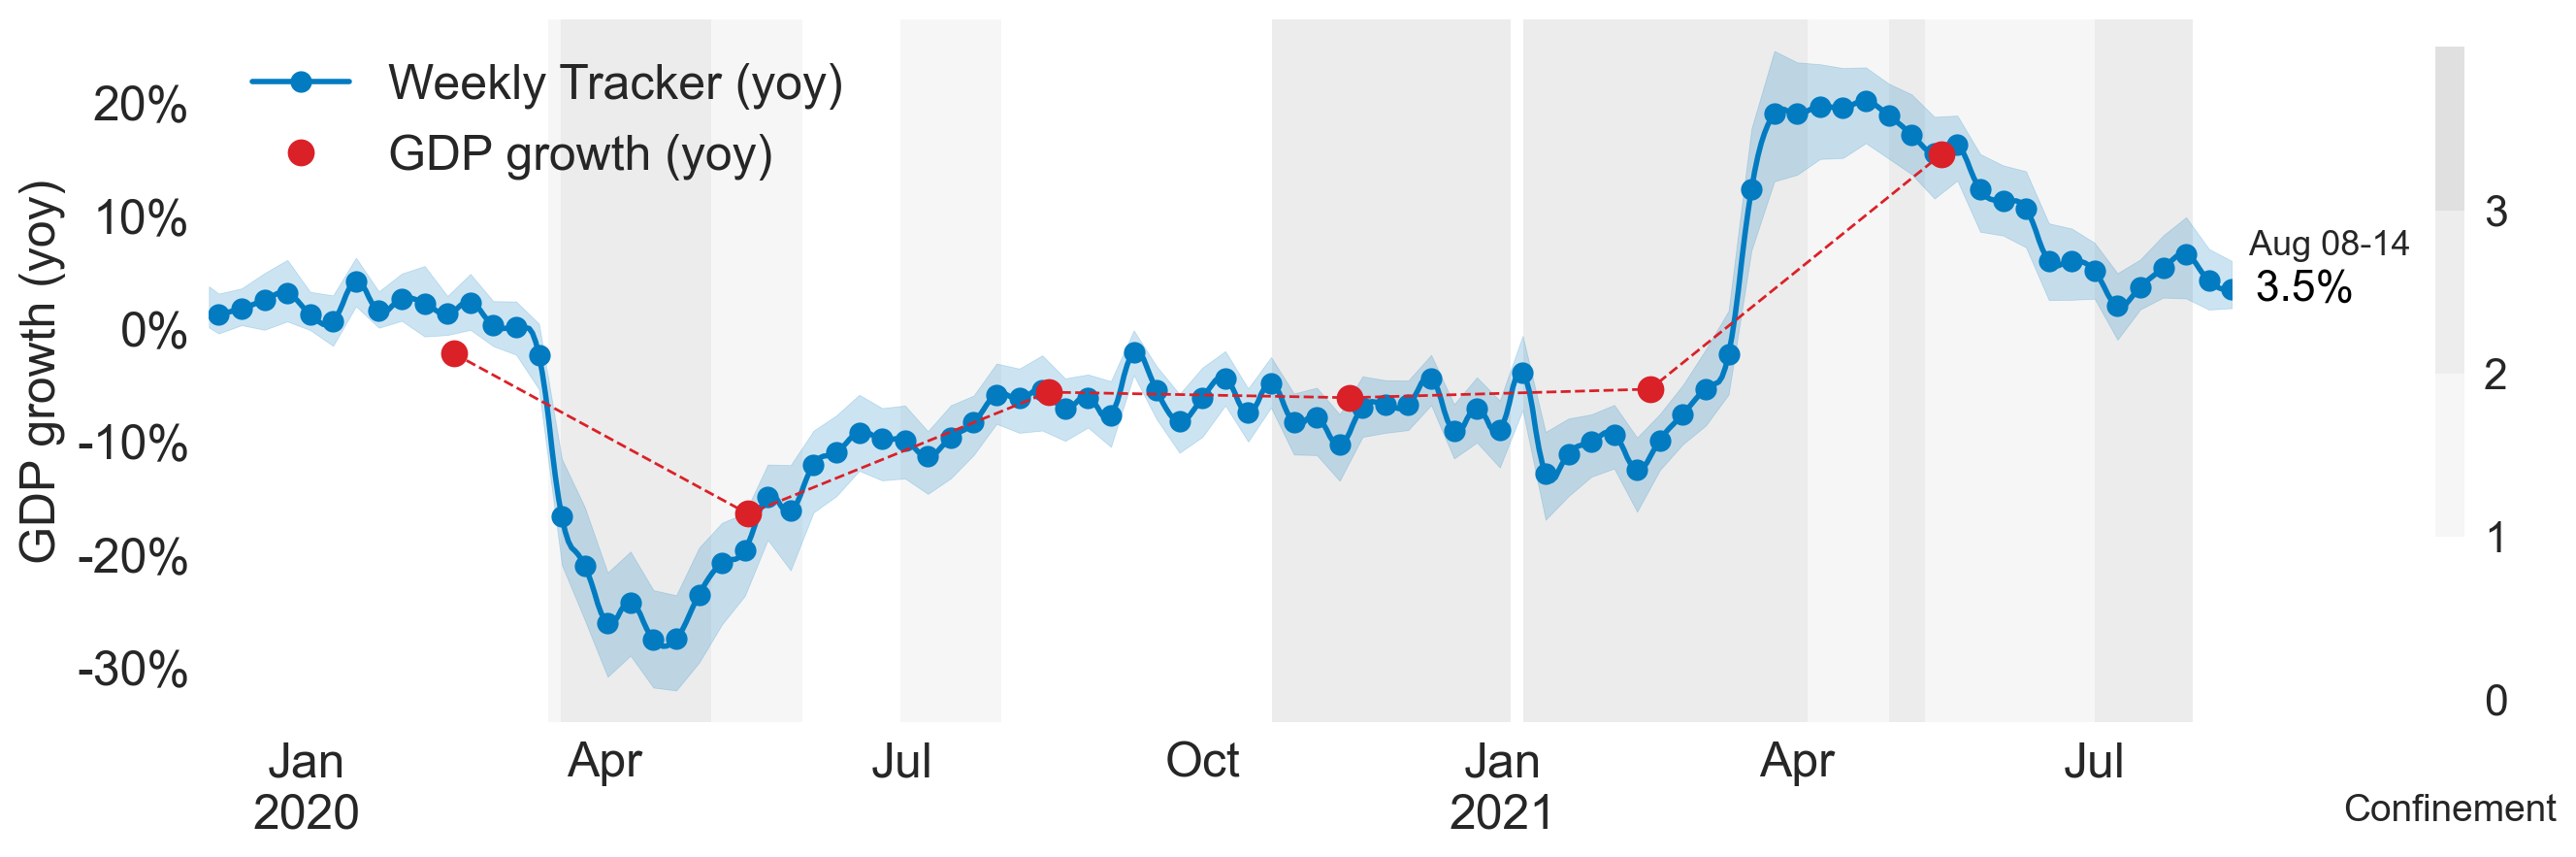 Weekly Tracker (yoy)
GDP growth (yoy)
GDP growth (yoy)
20%
10%
0%
-10%
-20%
-30%
Jan
2020
Apr
Jul
Oct
Jan
2021
Apr
Jul
Aug 08-14
3.5%
3
2
1
0
Confinement